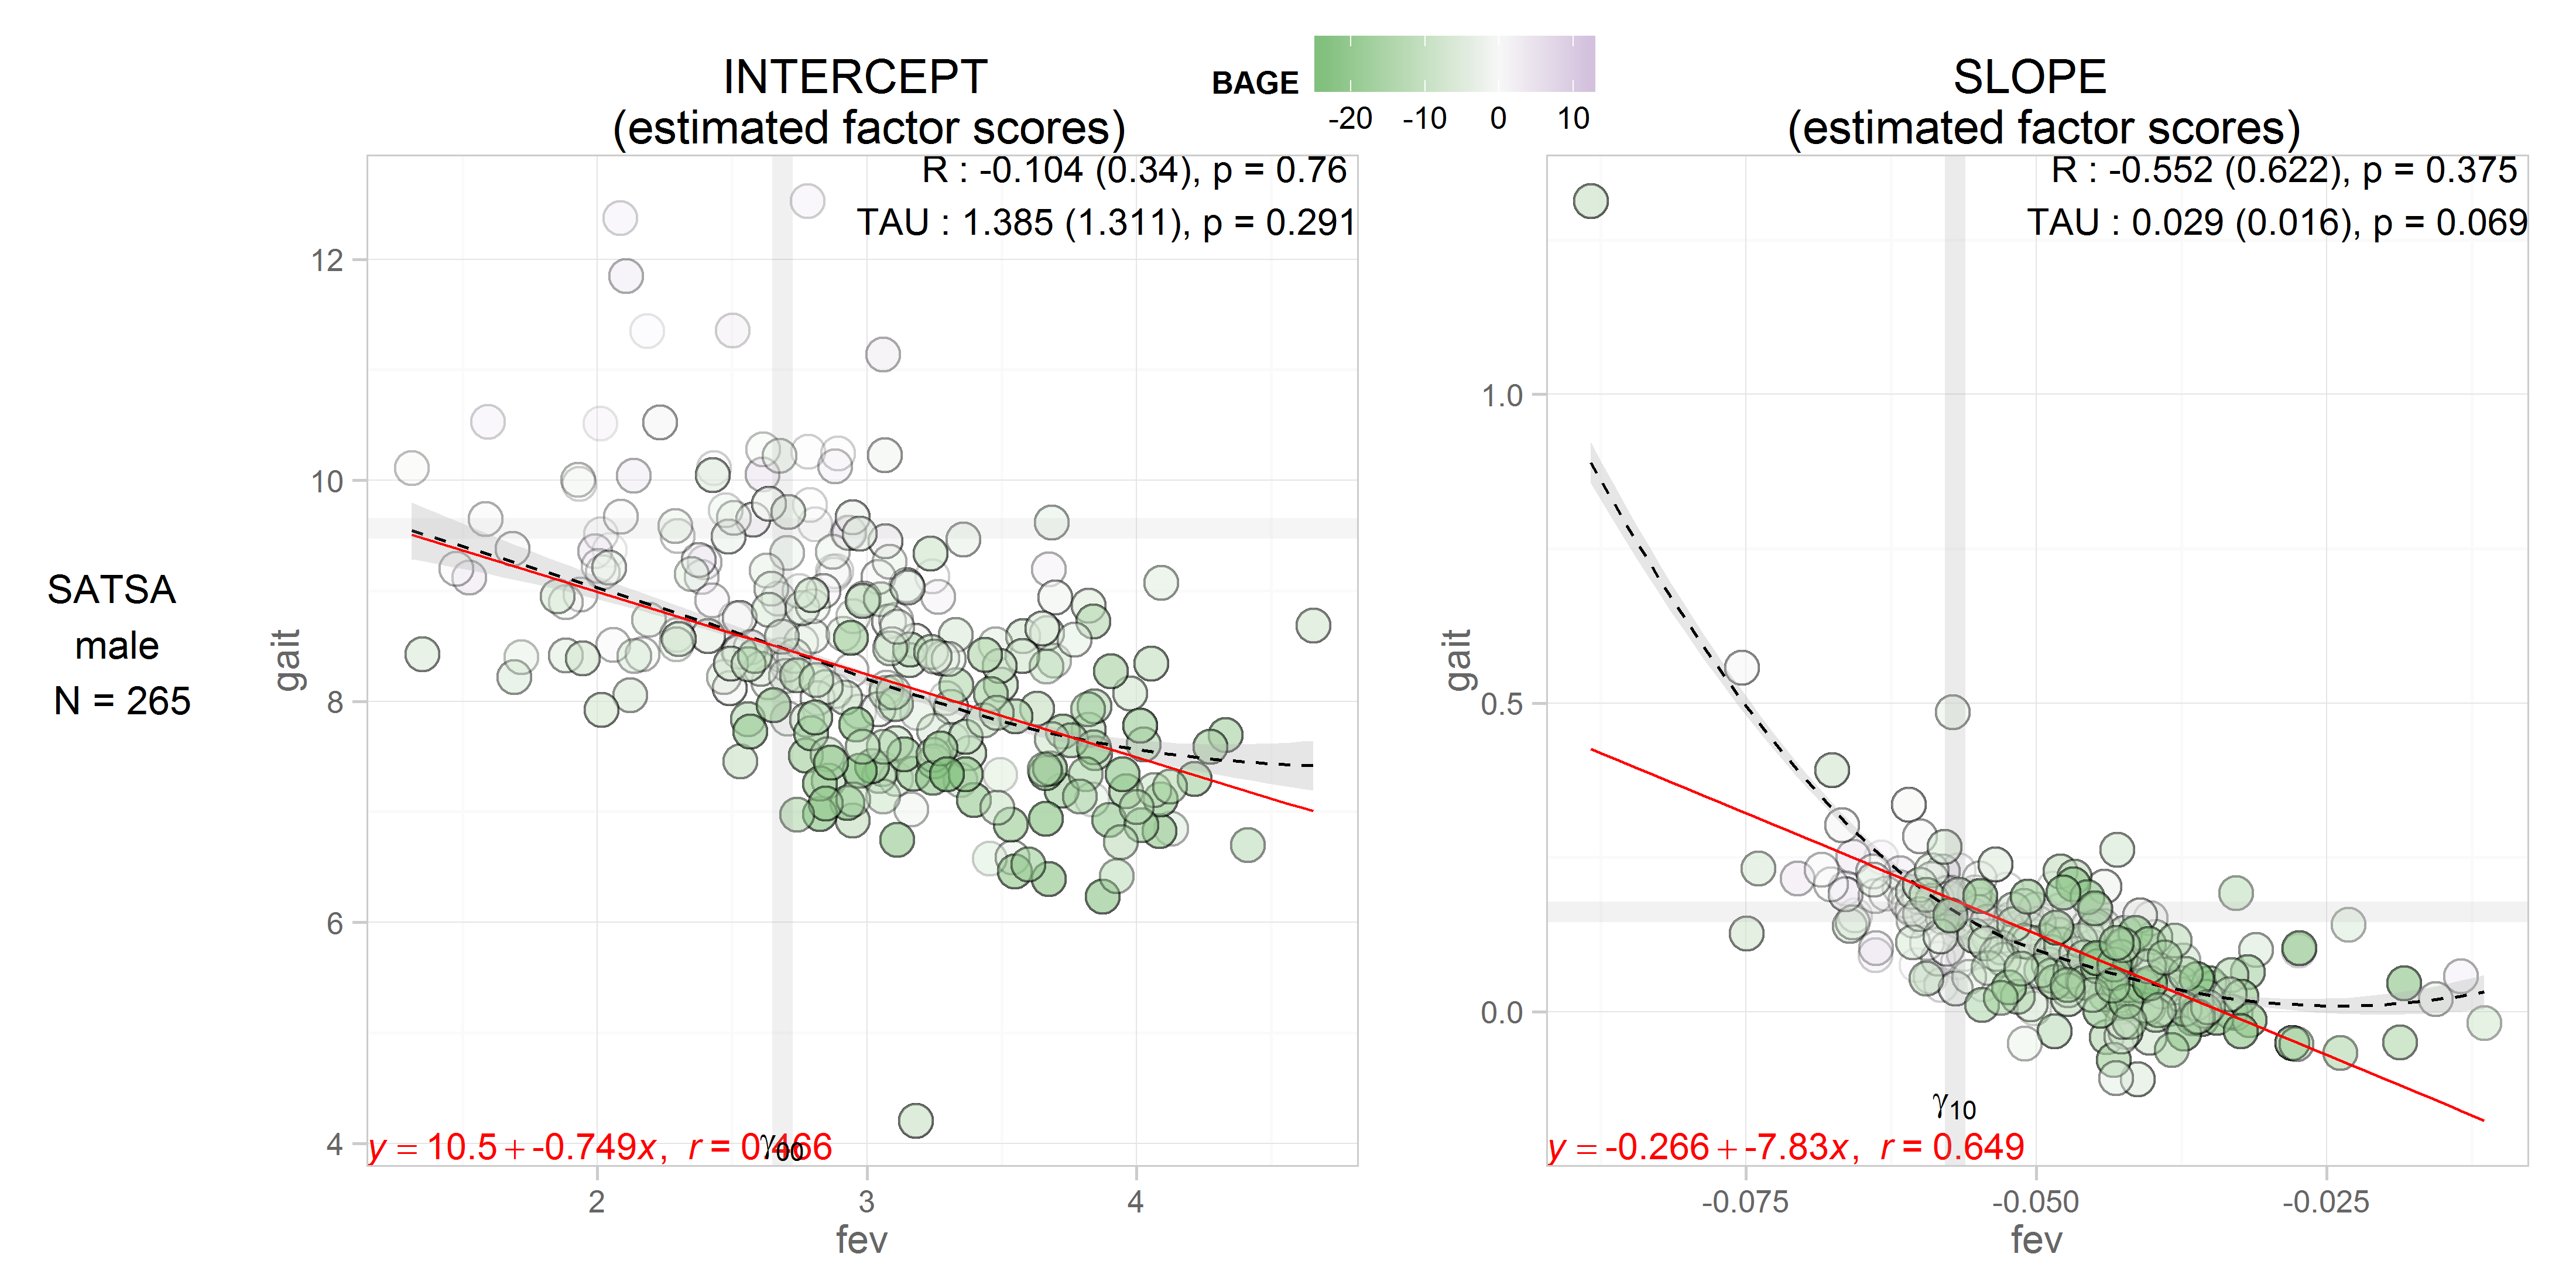 BAGE
-20 -10 0 10
INTERCEPT
(estimated factor scores)
SLOPE
(estimated factor scores)
SATSA
male
N = 265
R : -0.104 (0.34), p = 0.76
TAU : 1.385 (1.311), p = 0.291
12
10
8
6
4
gait
y = 10.5 + -0.749x, r = 0.466
γ00
2 3 4
fev
R : -0.552 (0.622), p = 0.375
TAU : 0.029 (0.016), p = 0.069
1.0
0.5
0.0
gait
γ10
y = -0.266 + -7.83x, r = 0.649
-0.075 -0.050 -0.025
fev